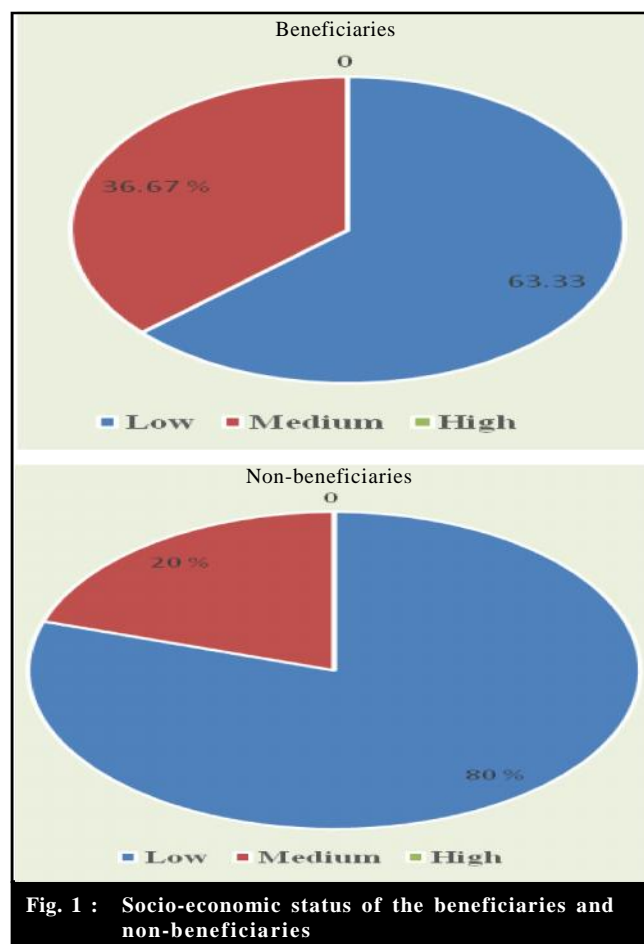 Beneficiaries
0
36.67 %
63.33
Low Medium High
Non-beneficiaries
0
20 %
80 %
Low Medium High
Fig. 1 : Socio-economic status of the beneficiaries and
non-beneficiaries